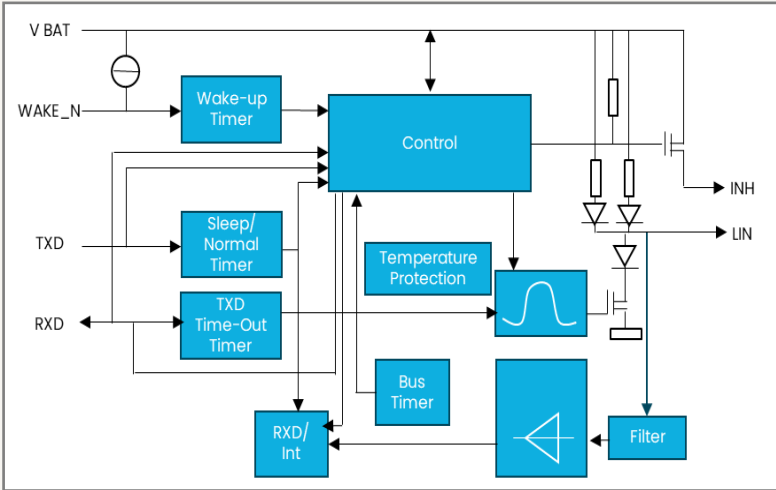 V BAT
WAKE_N
Wake-up
Timer
Control
INH
TXD
Sleep/
Normal
Timer
LIN
Temperature
Protection
RXD
TXD
Time-Out
Timer
Bus
Timer
RXD/
Int
Filter